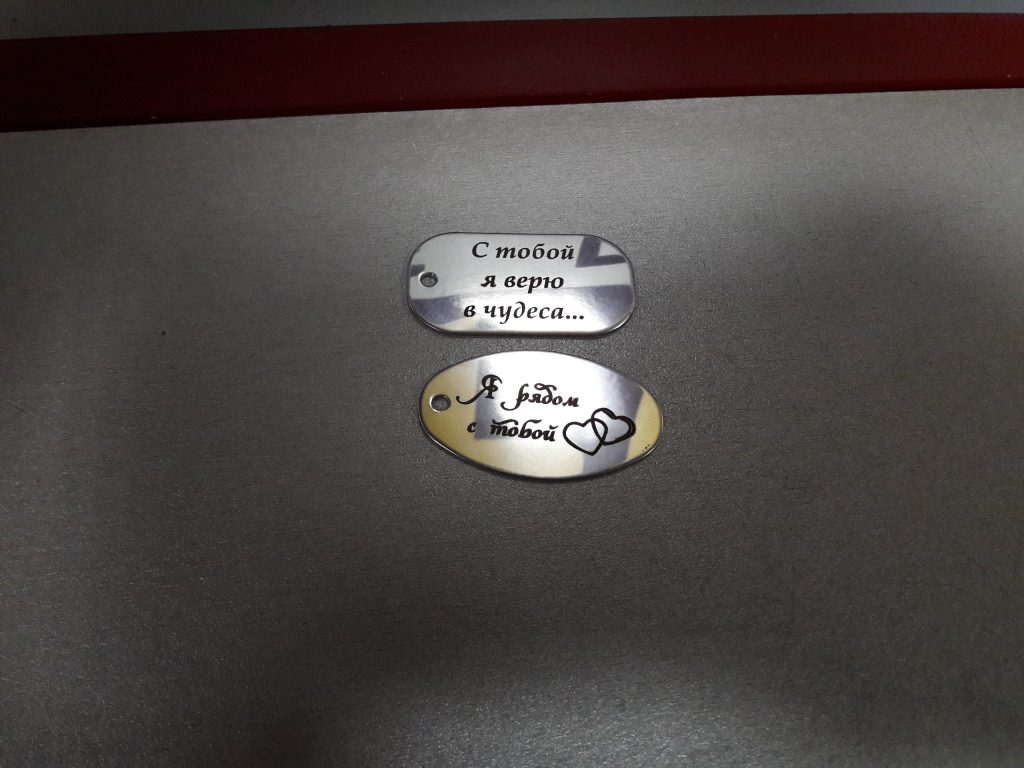 С тобой
я верю
в чудеса...
Я рядом
с тобой